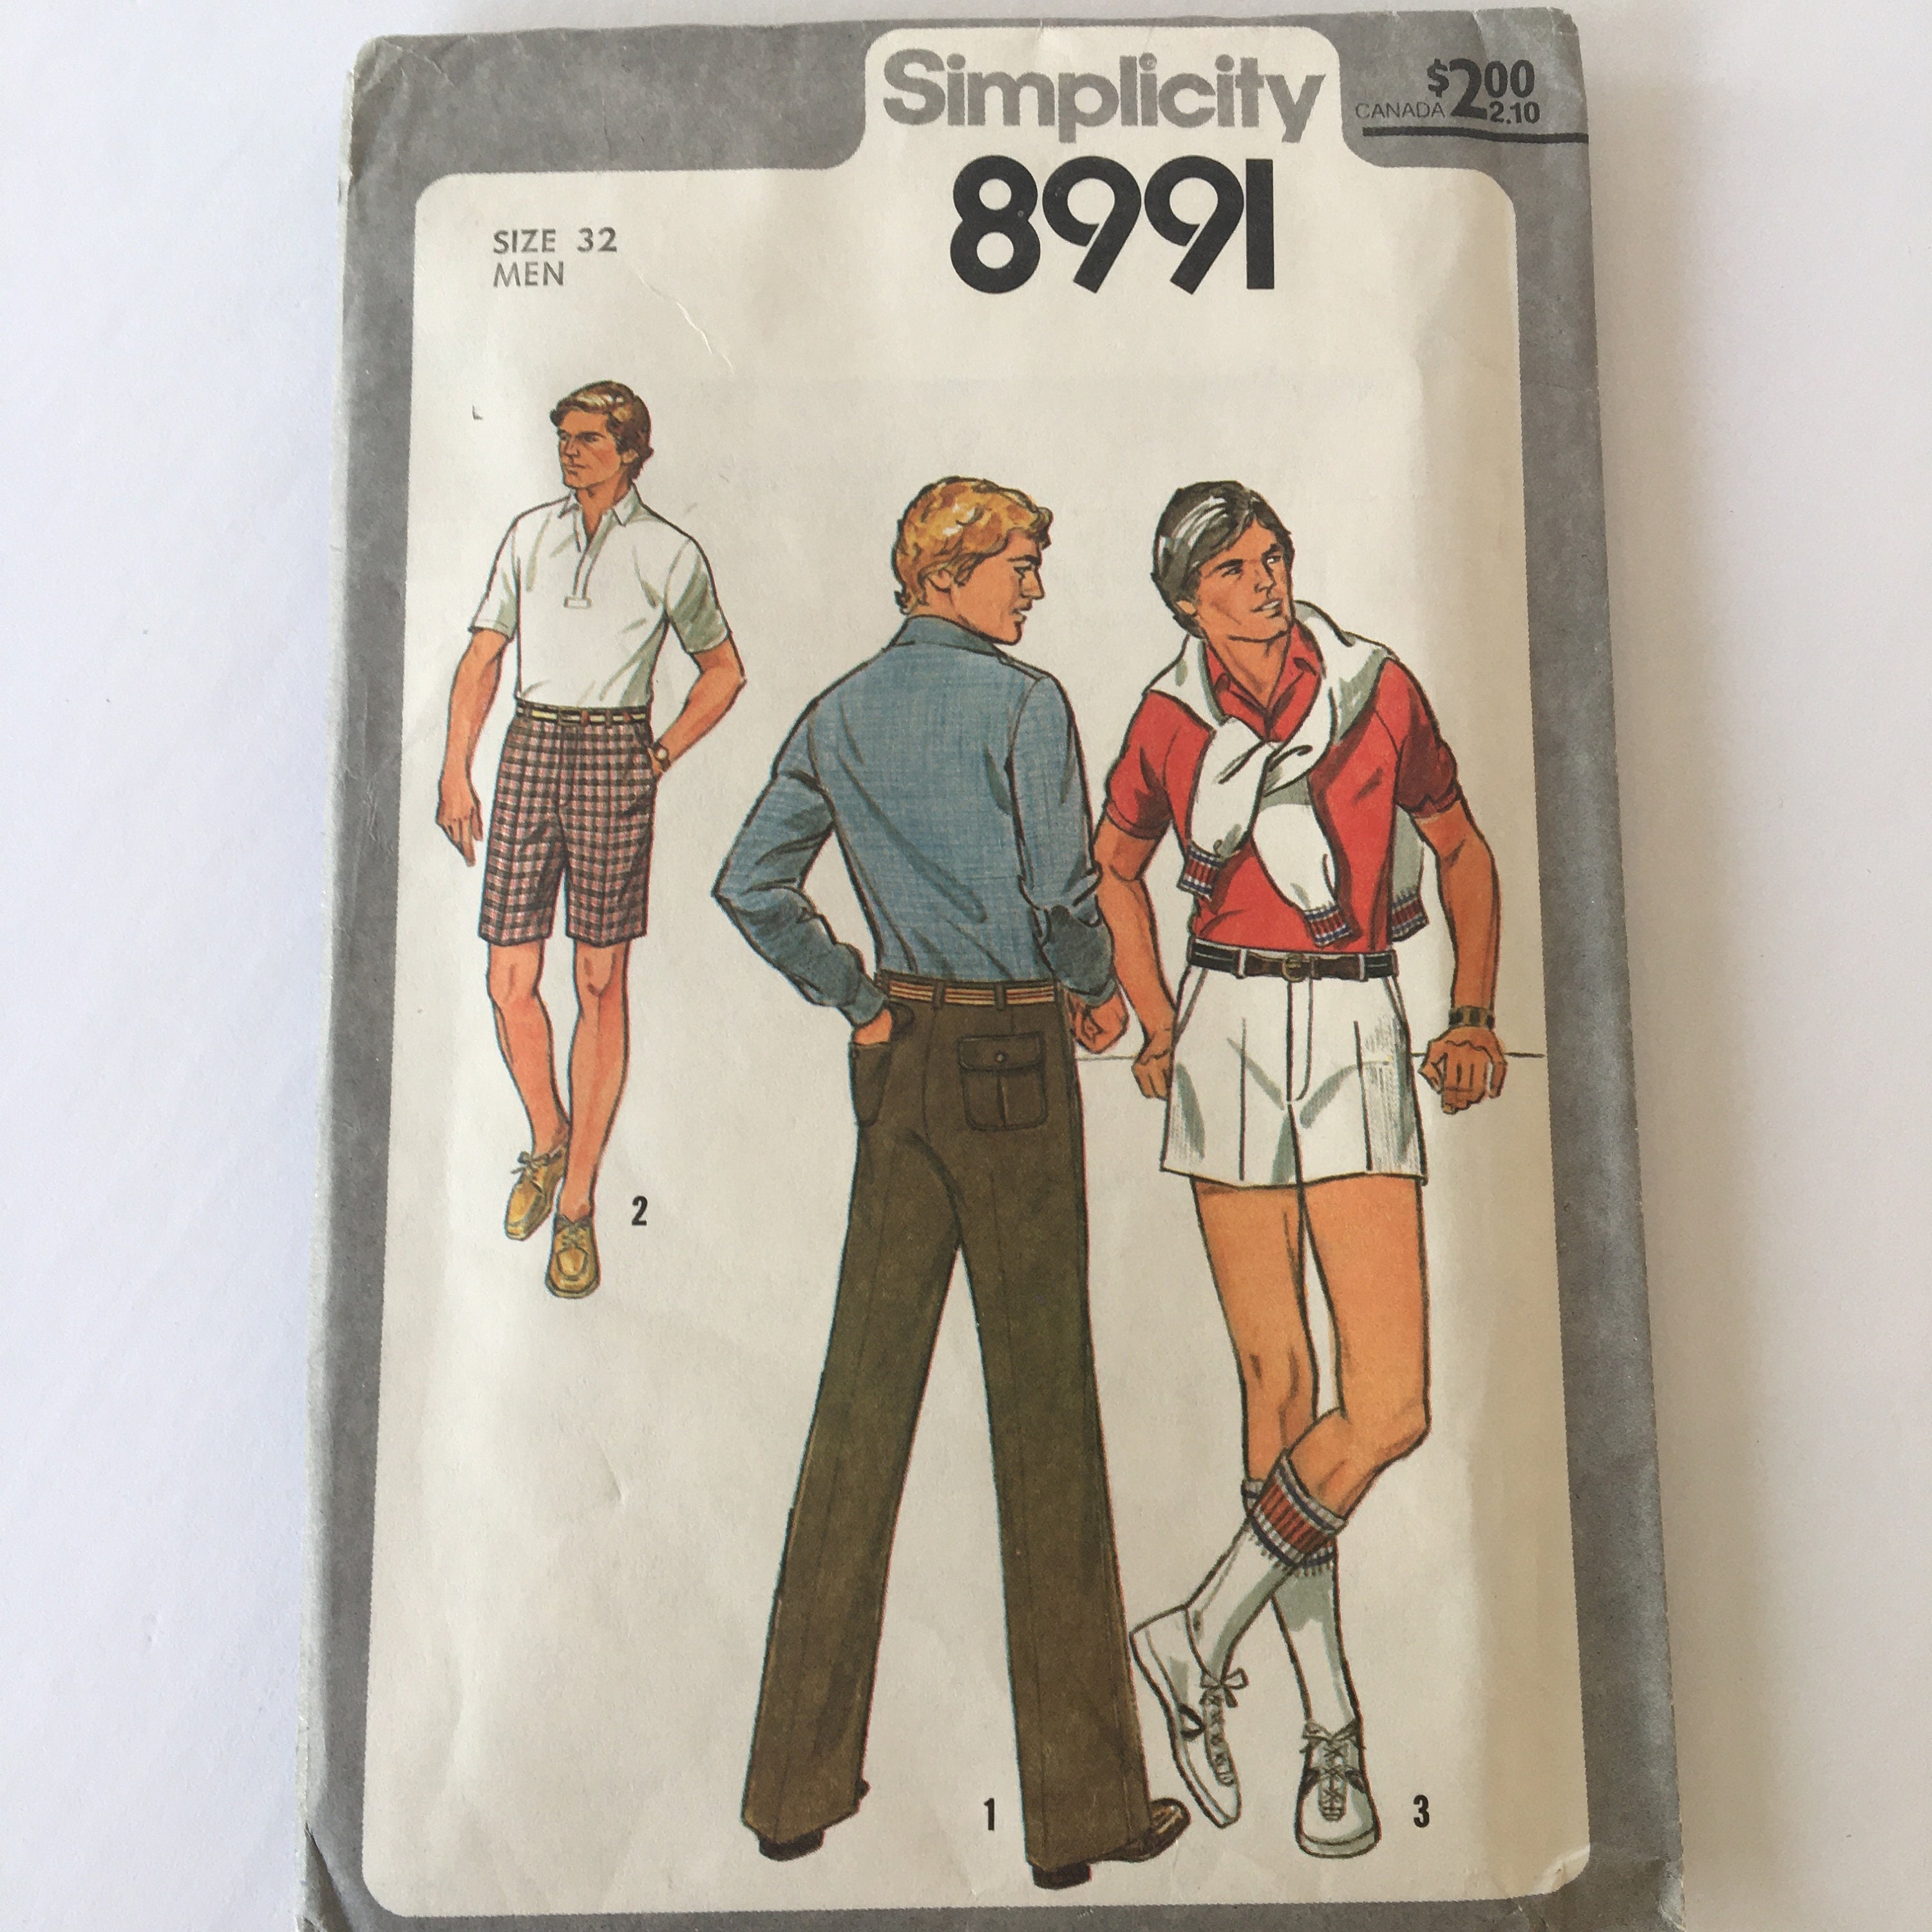 Simplicity
$2.00
CANADA 2.10
8991
SIZE 32
MEN
2
1
3